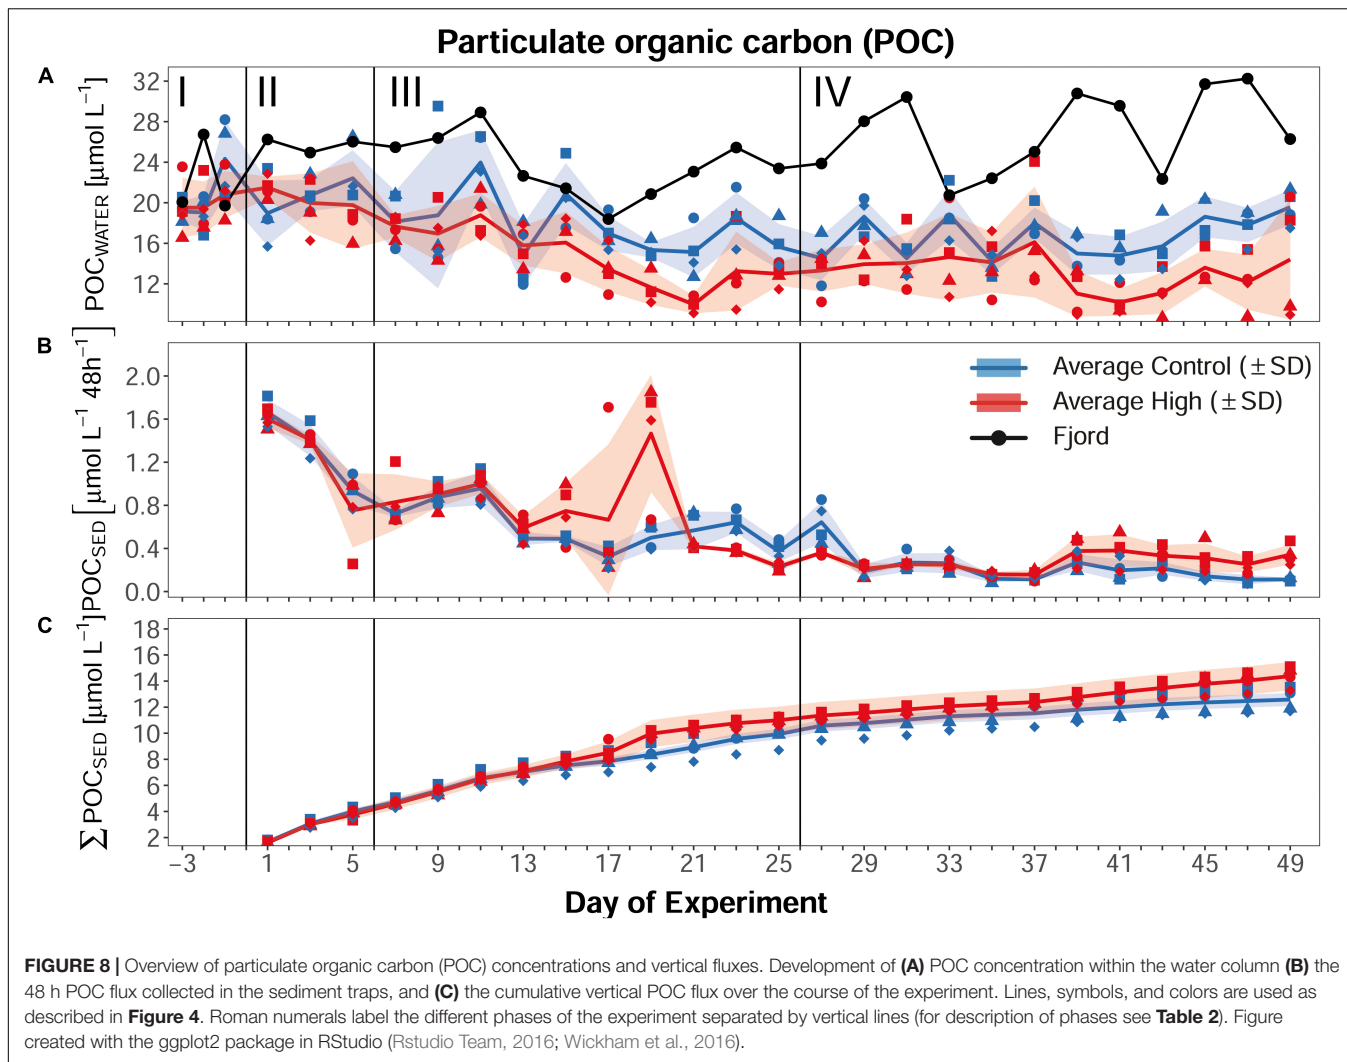 Particulate organic carbon (POC)
A
POC_WATER [µmol L⁻¹]
32
28
24
20
16
12
I II III IV
B
POC_SED [µmol L⁻¹ 48h⁻¹]
2.0
1.6
1.2
0.8
0.4
0.0
Average Control (±SD)
Average High (±SD)
Fjord
C
∑POC_SED [µmol L⁻¹]
18
16
14
12
10
8
6
4
2
−3 1 5 9 13 17 21 25 29 33 37 41 45 49
Day of Experiment
FIGURE 8 | Overview of particulate organic carbon (POC) concentrations and vertical fluxes. Development of (A) POC concentration within the water column (B) the
48 h POC flux collected in the sediment traps, and (C) the cumulative vertical POC flux over the course of the experiment. Lines, symbols, and colors are used as
described in Figure 4. Roman numerals label the different phases of the experiment separated by vertical lines (for description of phases see Table 2). Figure
created with the ggplot2 package in RStudio (Rstudio Team, 2016; Wickham et al., 2016).